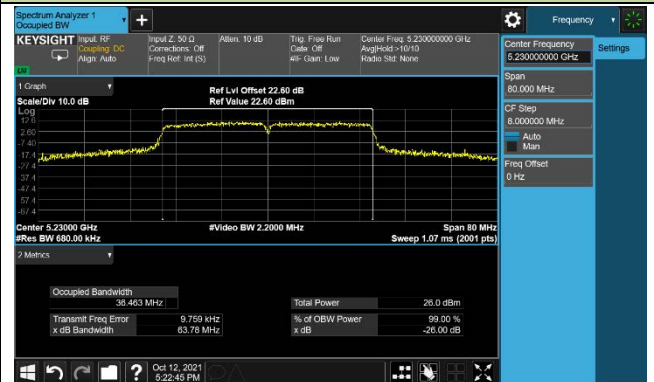 Spectrum Analyzer 1
Occupied BW
+
Frequency
KEYSIGHT
Input: RF
Coupling: DC
Align: Auto
Input Z: 50 Ω
Corrections: Off
Freq Ref: Int (S)
Atten: 10 dB
Trig: Free Run
Gate: Off
#IF Gain: Low
Center Freq: 5.230000000 GHz
Avg|Hold:>10/10
Radio Std: None
LNI
Center Frequency
5.230000000 GHz
Settings
Span
80.000 MHz
CF Step
8.000000 MHz
Auto
Man
Freq Offset
0 Hz
1 Graph
Scale/Div 10.0 dB
Ref Lvl Offset 22.60 dB
Ref Value 22.60 dBm
Log
12.6
2.60
-7.40
-17.4
-27.4
-37.4
-47.4
-57.4
-67.4
Center 5.23000 GHz
#Video BW 2.2000 MHz
Span 80 MHz
#Res BW 680.00 kHz
Sweep 1.07 ms (2001 pts)
2 Metrics
Occupied Bandwidth
36.463 MHz
Total Power
26.0 dBm
Transmit Freq Error
9.759 kHz
% of OBW Power
99.00 %
x dB Bandwidth
63.78 MHz
x dB
-26.00 dB
?
Oct 12, 2021
5:22:45 PM